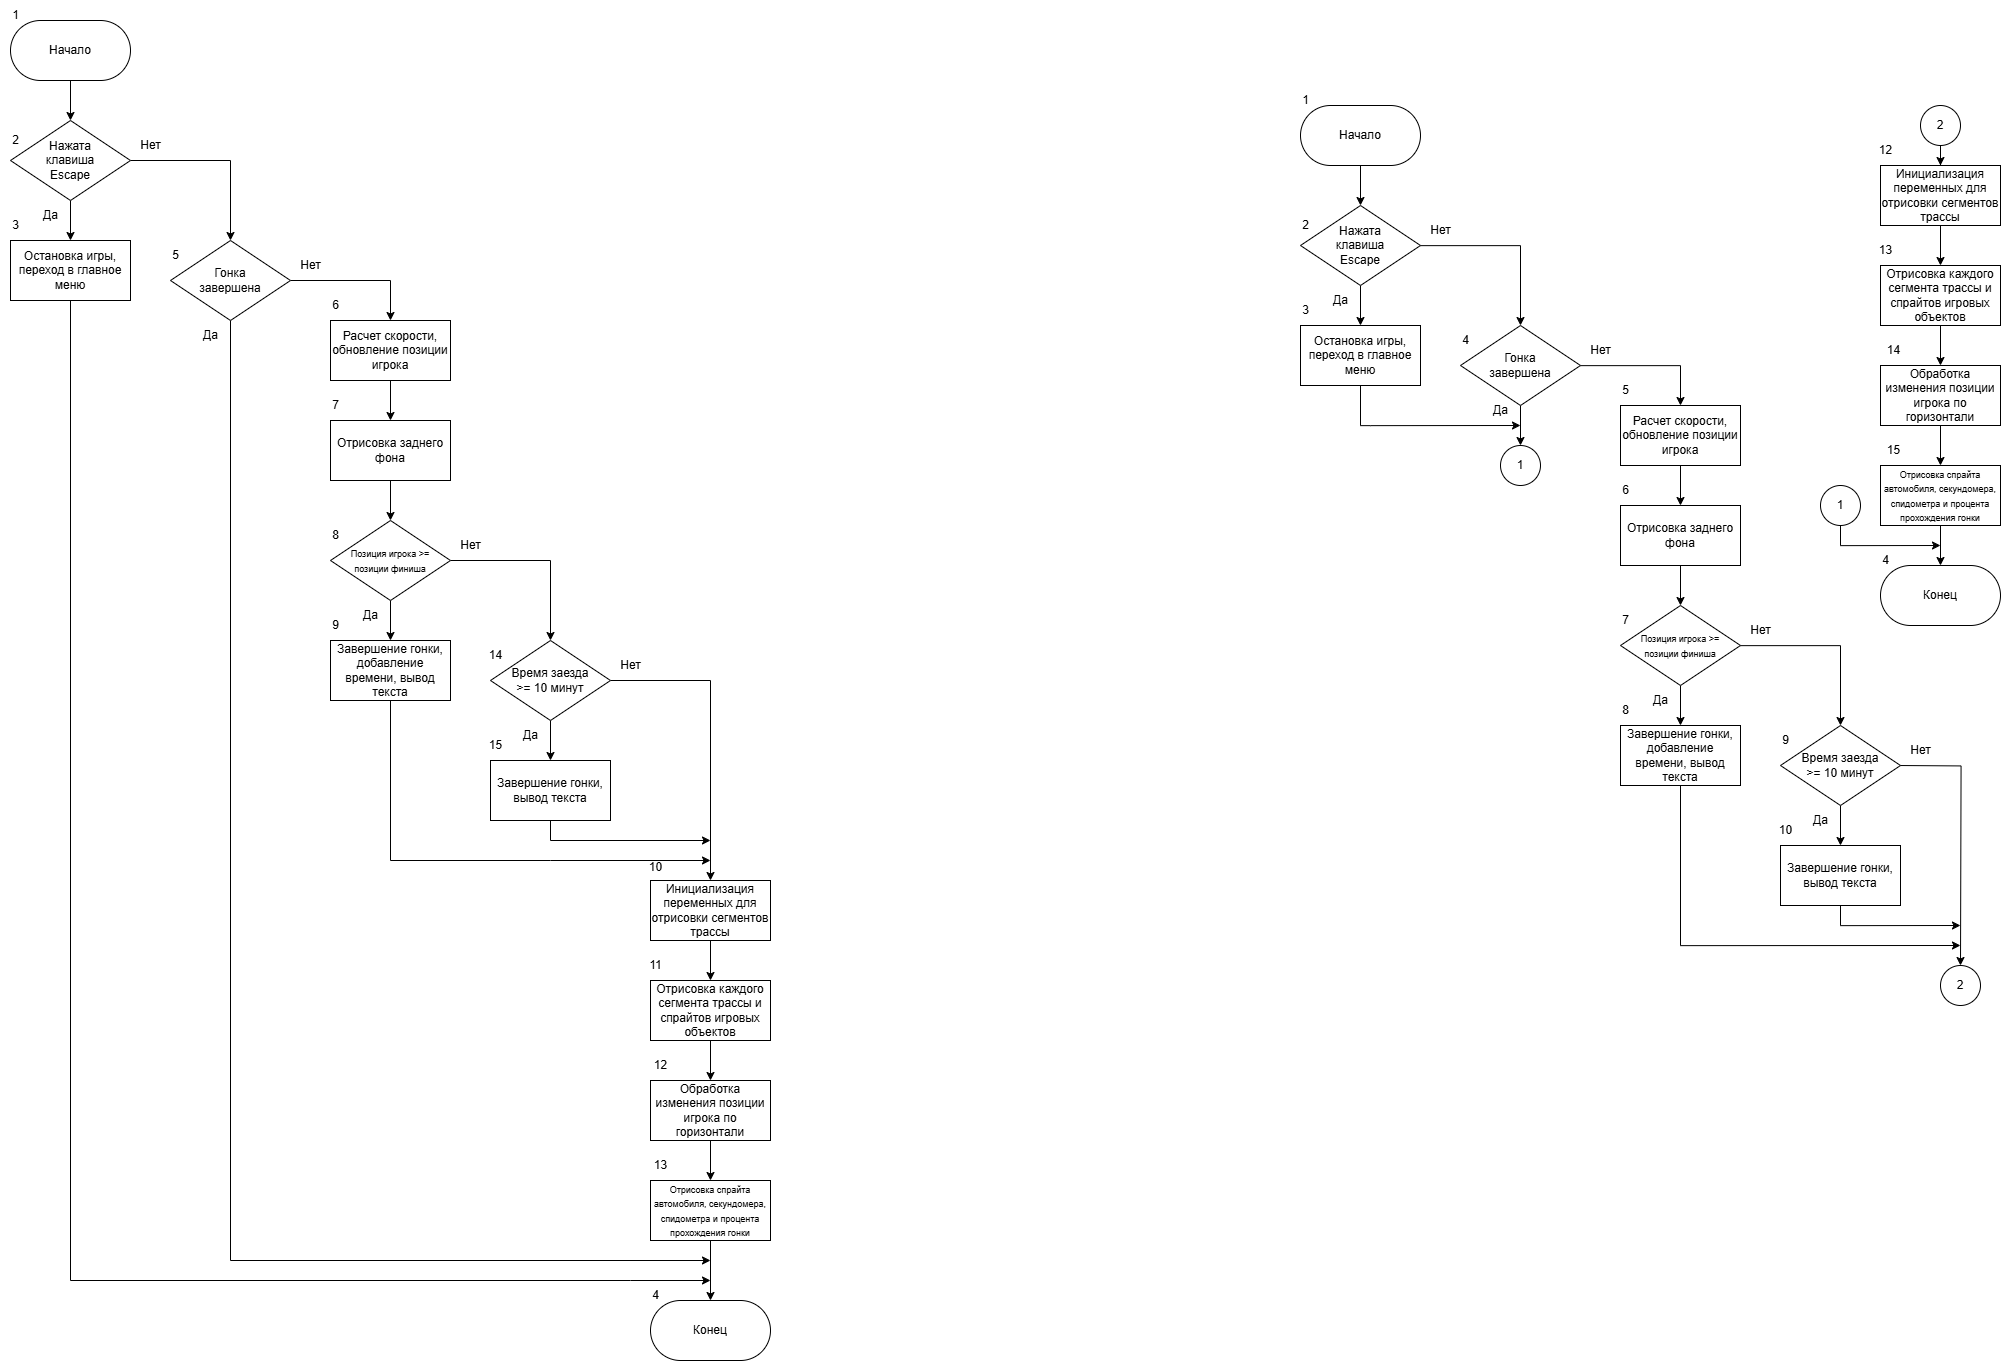 1
Начало
2
Нажата
клавиша
Escape
Нет
Да
3
Остановка игры,
переход в главное
меню
5
Гонка
завершена
Нет
Да
6
Расчет скорости,
обновление позиции
игрока
7
Отрисовка заднего
фона
8
Позиция игрока >=
позиции финиша
Нет
Да
9
Завершение гонки,
добавление
времени, вывод
текста
14
Время заезда
>= 10 минут
Нет
Да
15
Завершение гонки,
вывод текста
10
Инициализация
переменных для
отрисовки сегментов
трассы
11
Отрисовка каждого
сегмента трассы и
спрайтов игровых
объектов
12
Обработка
изменения позиции
игрока по
горизонтали
13
Отрисовка спрайта
автомобиля, секундомера,
спидометра и процента
прохождения гонки
4
Конец
1
Начало
2
Нажата
клавиша
Escape
Нет
Да
3
Остановка игры,
переход в главное
меню
4
Гонка
завершена
Нет
Да
1
5
Расчет скорости,
обновление позиции
игрока
6
Отрисовка заднего
фона
7
Позиция игрока >=
позиции финиша
Нет
Да
8
Завершение гонки,
добавление
времени, вывод
текста
9
Время заезда
>= 10 минут
Нет
Да
10
Завершение гонки,
вывод текста
2
2
12
Инициализация
переменных для
отрисовки сегментов
трассы
13
Отрисовка каждого
сегмента трассы и
спрайтов игровых
объектов
14
Обработка
изменения позиции
игрока по
горизонтали
15
Отрисовка спрайта
автомобиля, секундомера,
спидометра и процента
прохождения гонки
1
4
Конец